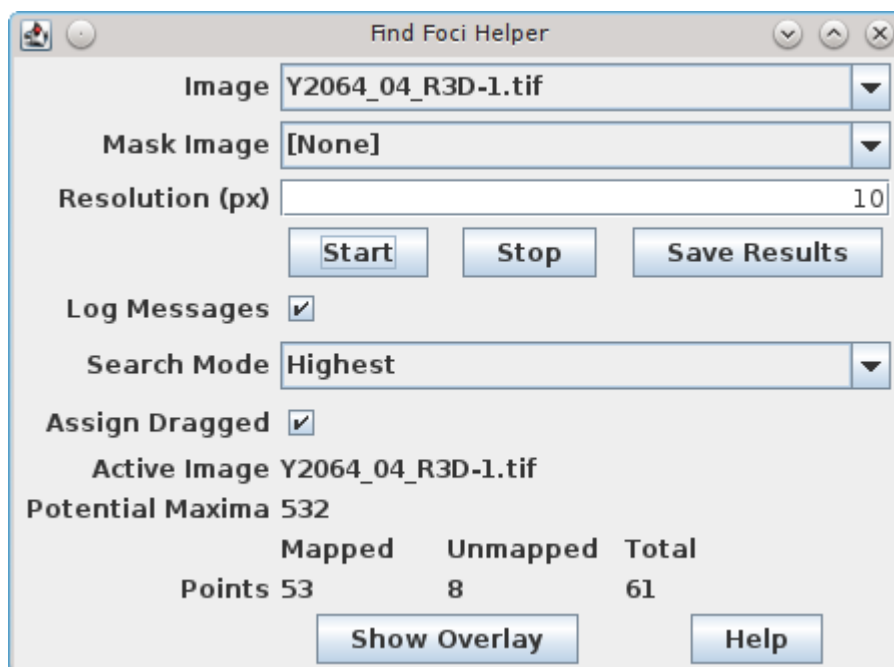 Find Foci Helper
Image Y2064_04_R3D-1.tif
Mask Image [None]
Resolution (px) 10
Start Stop Save Results
Log Messages
Search Mode Highest
Assign Dragged
Active Image Y2064_04_R3D-1.tif
Potential Maxima 532
Mapped Unmapped Total
Points 53 8 61
Show Overlay Help